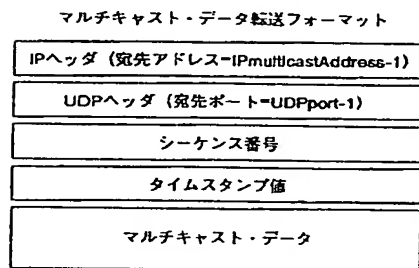 マルチキャスト・データ転送フォーマット
IPヘッダ (宛先アドレス=IPmulticastAddress-1)
UDPヘッダ (宛先ポート=UDPport-1)
シーケンス番号
タイムスタンプ値
マルチキャスト・データ